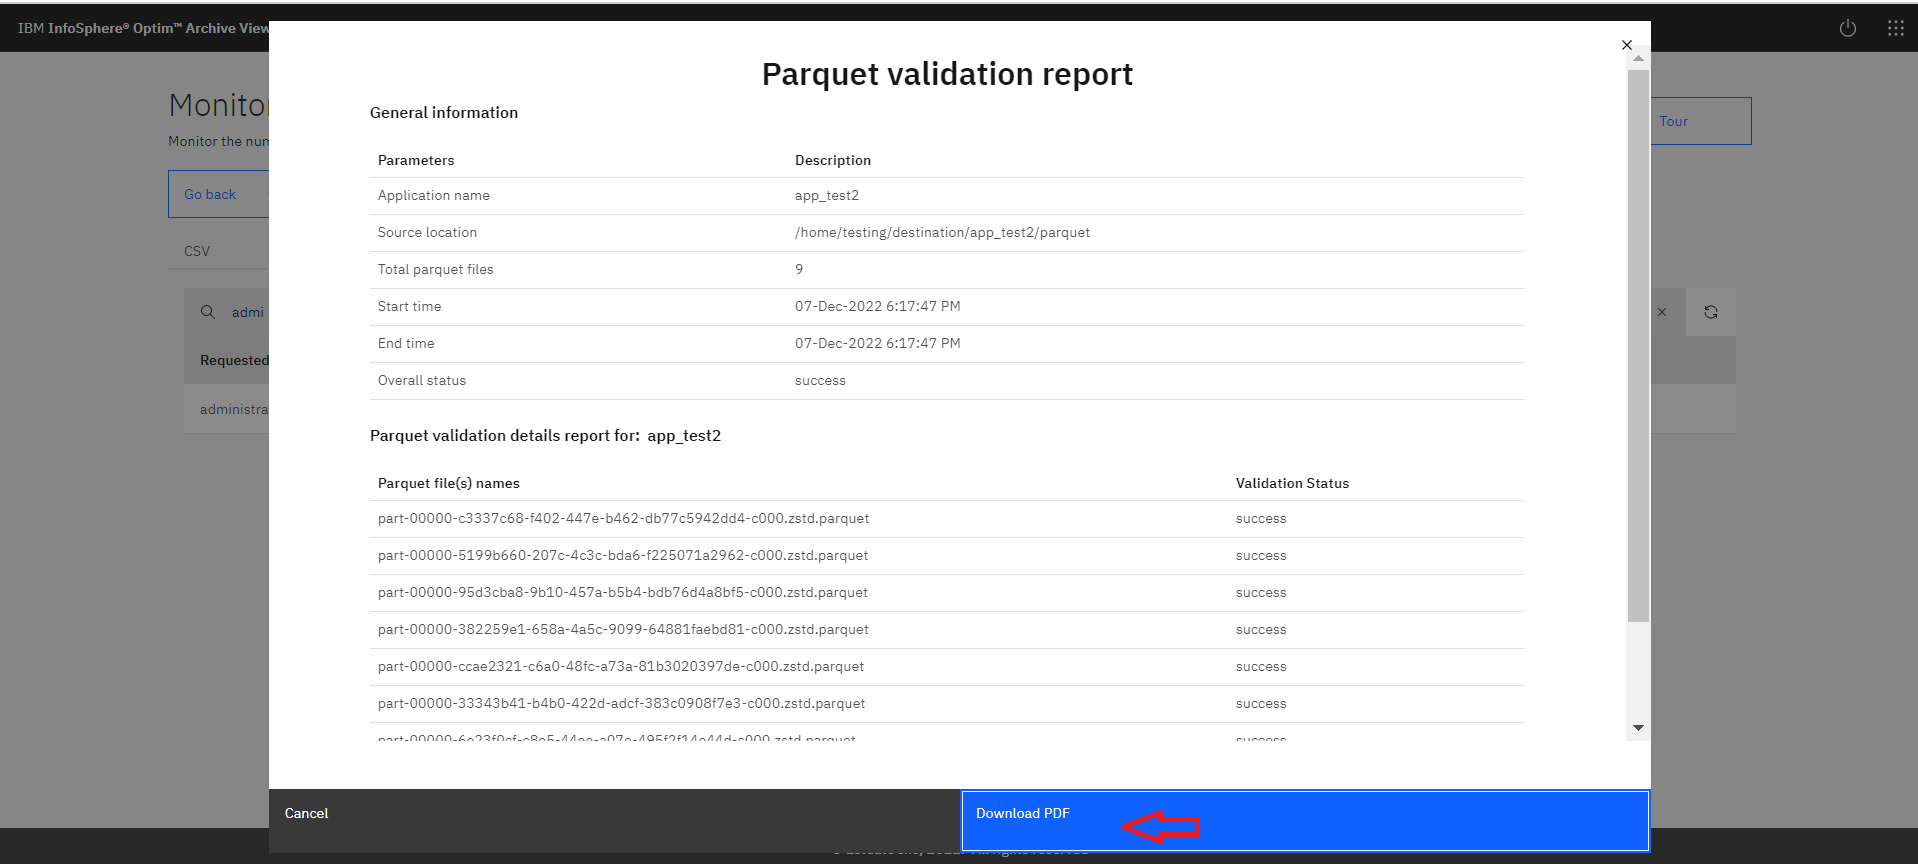 IBM InfoSphere® Optim™ Archive View
Parquet validation report
Monitor
Monitor the num
Tour
Go back
CSV
admi
Requested
administra
General information
Parameters Description
Application name app_test2
Source location /home/testing/destination/app_test2/parquet
Total parquet files 9
Start time 07-Dec-2022 6:17:47 PM
End time 07-Dec-2022 6:17:47 PM
Overall status success
Parquet validation details report for: app_test2
Parquet file(s) names Validation Status
part-00000-c3337c68-f402-447e-b462-db77c5942dd4-c000.zstd.parquet success
part-00000-5199b660-207c-4c3c-bda6-f225071a2962-c000.zstd.parquet success
part-00000-95d3cba8-9b10-457a-b5b4-bdb76d4a8bf5-c000.zstd.parquet success
part-00000-382259e1-658a-4a5c-9099-64881faebd81-c000.zstd.parquet success
part-00000-ccae2321-c6a0-48fc-a73a-81b3020397de-c000.zstd.parquet success
part-00000-33343b41-b4b0-422d-adcf-383c0908f7e3-c000.zstd.parquet success
success
Cancel
Download PDF